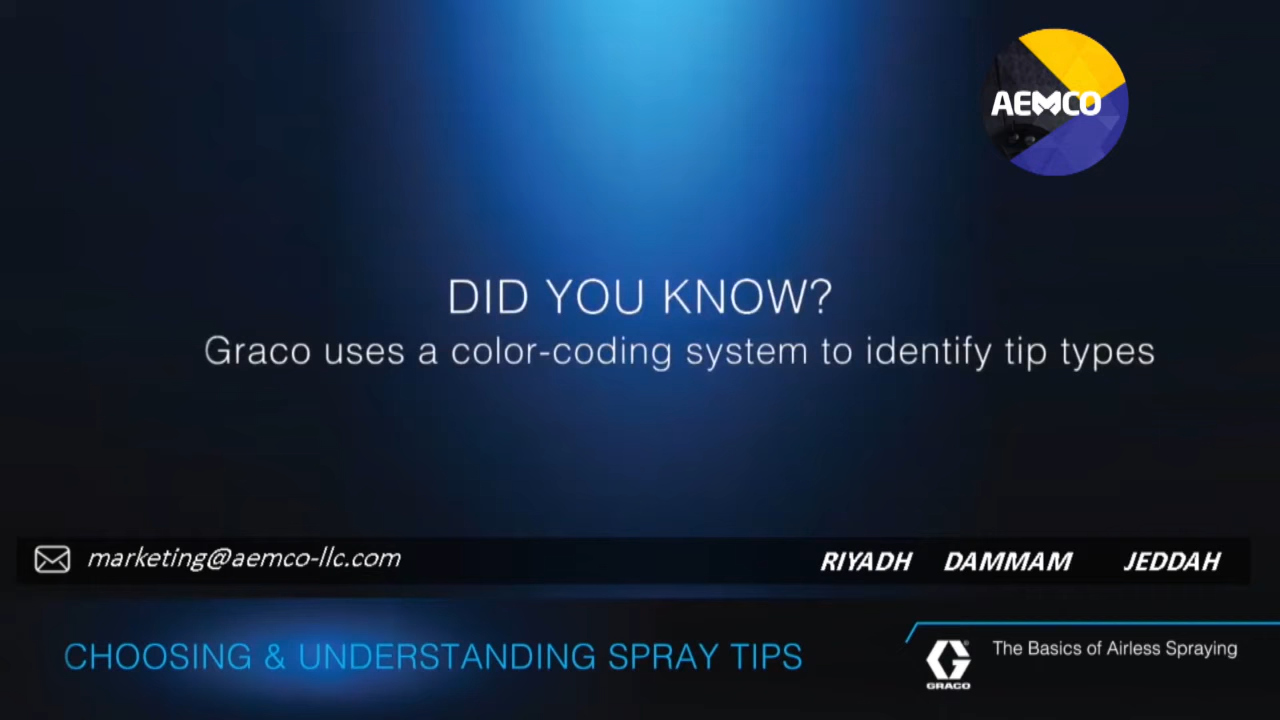 AEMCO
DID YOU KNOW?
Graco uses a color-coding system to identify tip types
marketing@aemco-llc.com
RIYADH DAMMAM JEDDAH
CHOOSING & UNDERSTANDING SPRAY TIPS
GRACO
The Basics of Airless Spraying